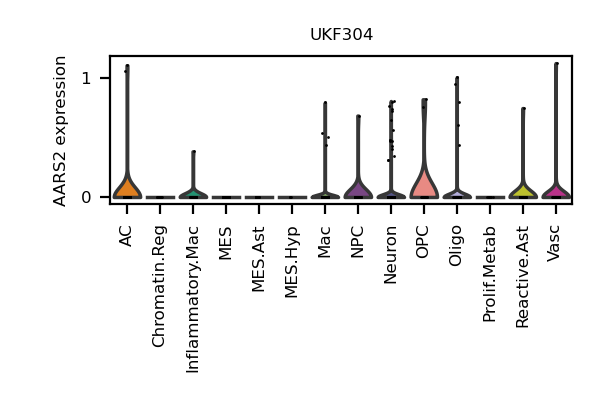 UKF304
AARS2 expression
1
0
AC
Chromatin.Reg
Inflammatory.Mac
MES
MES.Ast
MES.Hyp
Mac
NPC
Neuron
OPC
Oligo
Prolif.Metab
Reactive.Ast
Vasc